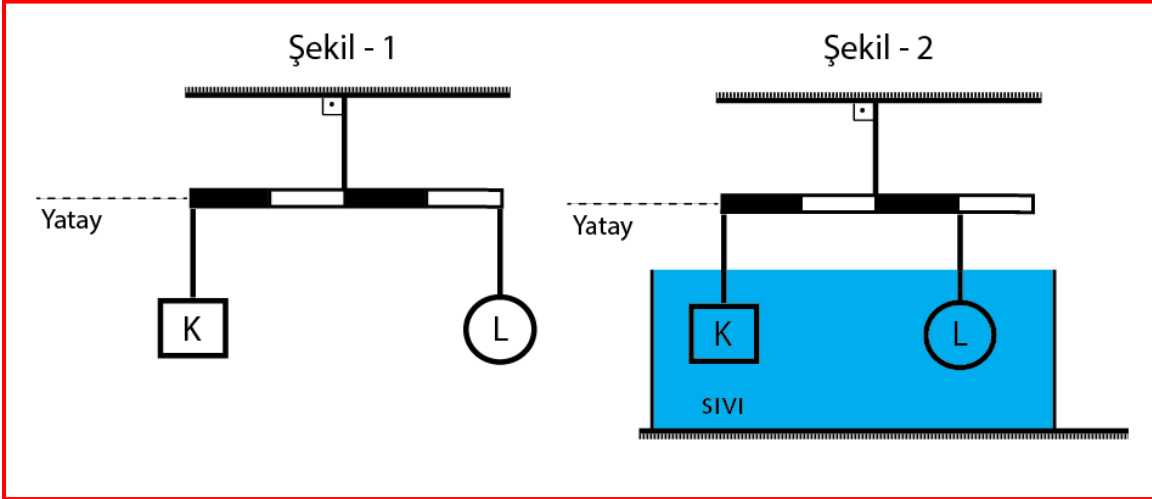 Şekil - 1
Yatay
K
L
Şekil - 2
Yatay
K
L
SIVI